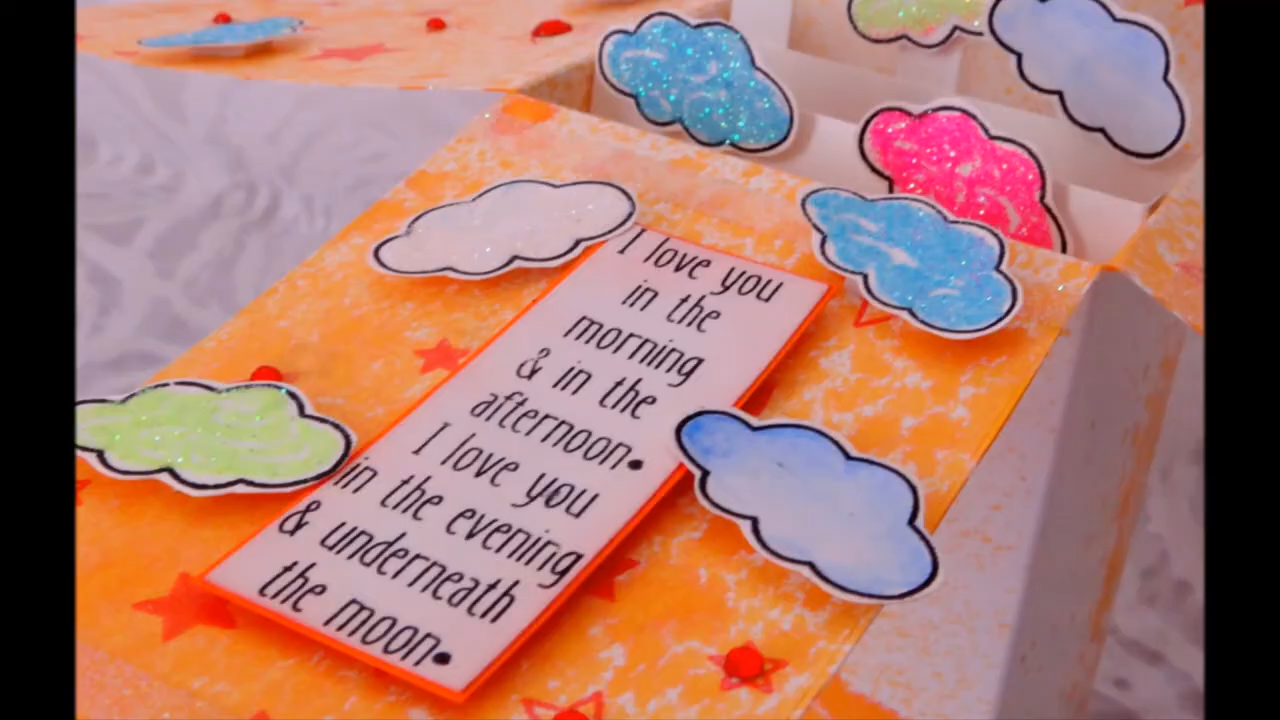 I love you
in the
morning
& in the
afternoon.
I love you
in the evening
& underneath
the moon.